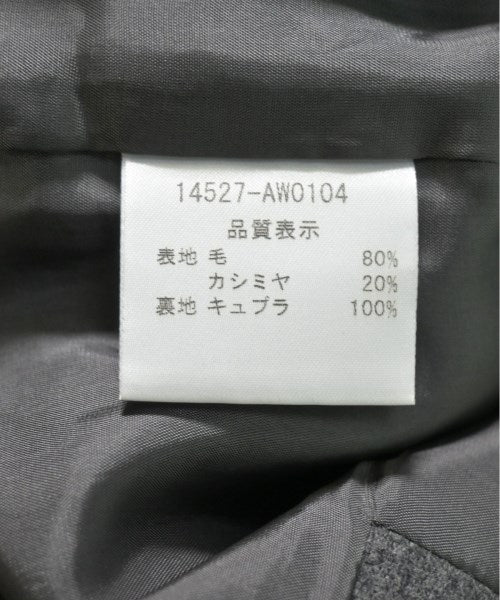 14527-AW0104
品質表示
表地 毛 80%
カシミヤ 20%
裏地 キュプラ 100%